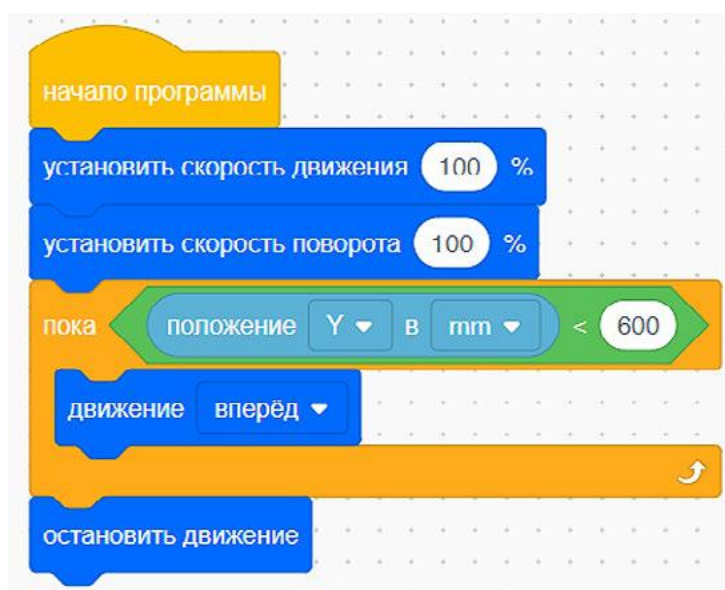 начало программы
установить скорость движения 100 %
установить скорость поворота 100 %
пока положение Y в mm < 600
движение вперёд
остановить движение